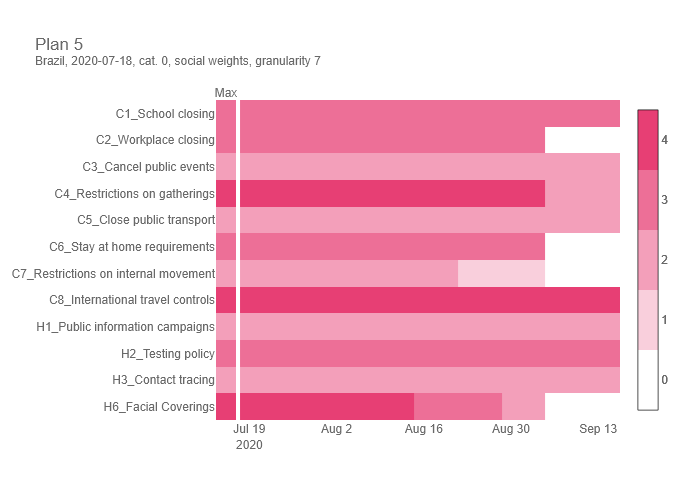 Plan 5
Brazil, 2020-07-18, cat. 0, social weights, granularity 7
Max
C1_School closing
C2_Workplace closing
C3_Cancel public events
C4_Restrictions on gatherings
C5_Close public transport
C6_Stay at home requirements
C7_Restrictions on internal movement
C8_International travel controls
H1_Public information campaigns
H2_Testing policy
H3_Contact tracing
H6_Facial Coverings
Jul 19 Aug 2 Aug 16 Aug 30 Sep 13
2020
4
3
2
1
0